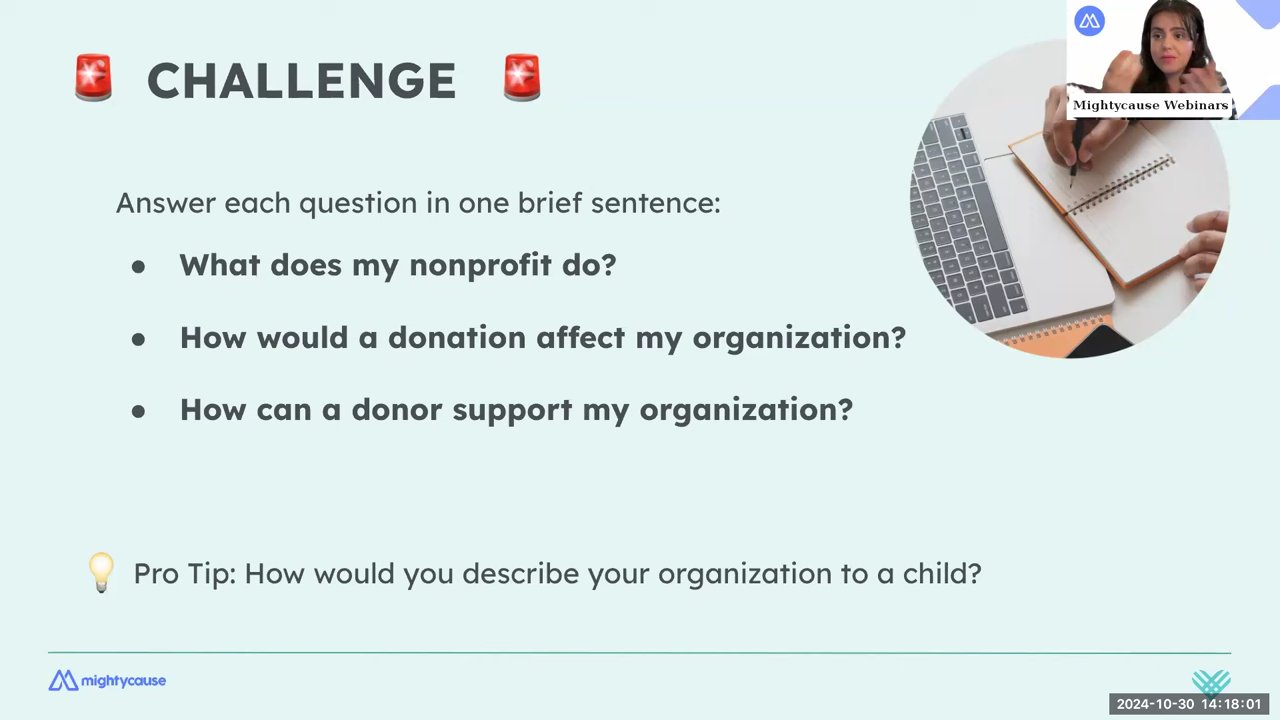 CHALLENGE
Mightycause Webinars
Answer each question in one brief sentence:
● What does my nonprofit do?
● How would a donation affect my organization?
● How can a donor support my organization?
Pro Tip: How would you describe your organization to a child?
mightycause
2024-10-30 14:18:01